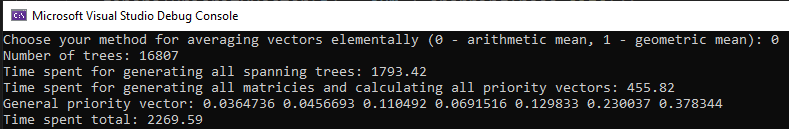 Microsoft Visual Studio Debug Console
Choose your method for averaging vectors elementally (0 - arithmetic mean, 1 - geometric mean): 0
Number of trees: 16807
Time spent for generating all spanning trees: 1793.42
Time spent for generating all matricies and calculating all priority vectors: 455.82
General priority vector: 0.0364736 0.0456693 0.110492 0.0691516 0.129833 0.230037 0.378344
Time spent total: 2269.59